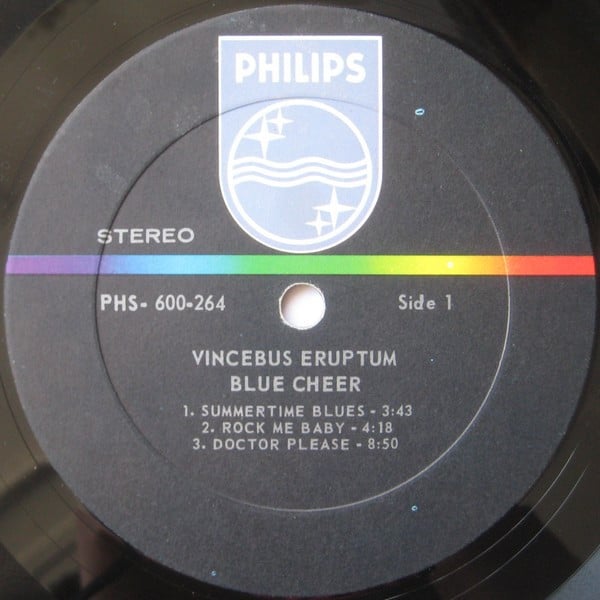 PHILIPS
STEREO
PHS- 600-264 Side 1
VINCEBUS ERUPTUM
BLUE CHEER
1. SUMMERTIME BLUES - 3:43
2. ROCK ME BABY - 4:18
3. DOCTOR PLEASE - 8:50